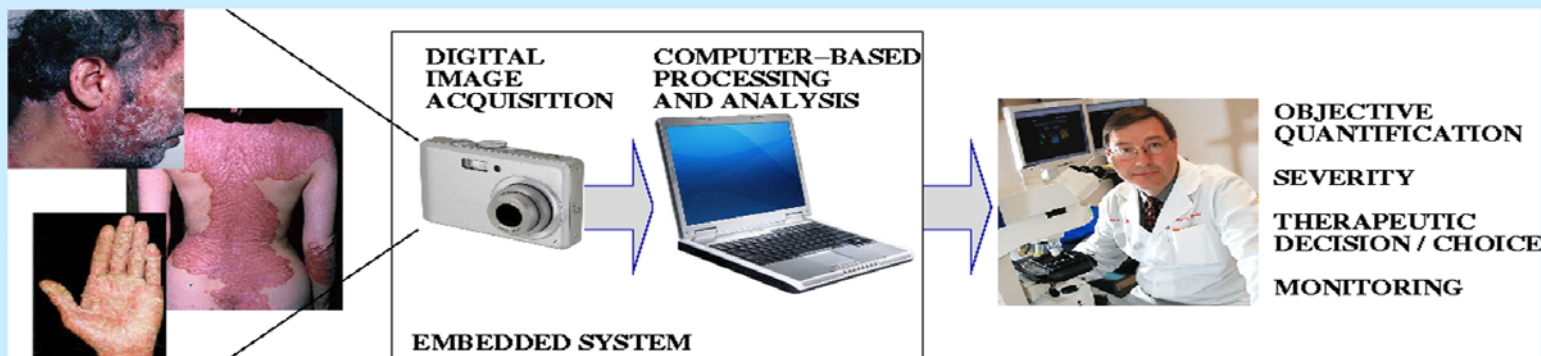 DIGITAL
IMAGE
ACQUISITION
COMPUTER–BASED
PROCESSING
AND ANALYSIS
EMBEDDED SYSTEM
OBJECTIVE
QUANTIFICATION
SEVERITY
THERAPEUTIC
DECISION / CHOICE
MONITORING